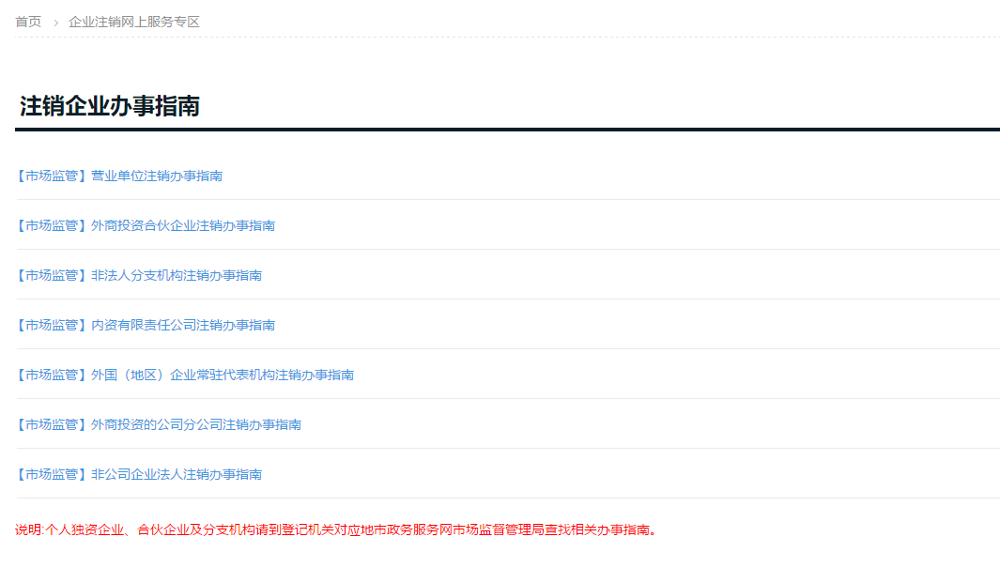 首页 > 企业注销网上服务专区
注销企业办事指南
【市场监管】营业单位注销办事指南
【市场监管】外商投资合伙企业注销办事指南
【市场监管】非法人分支机构注销办事指南
【市场监管】内资有限责任公司注销办事指南
【市场监管】外国（地区）企业常驻代表机构注销办事指南
【市场监管】外商投资的公司分公司注销办事指南
【市场监管】非公司企业法人注销办事指南
说明:个人独资企业、合伙企业及分支机构请到登记机关对应地市政务服务网市场监督管理局查找相关办事指南。